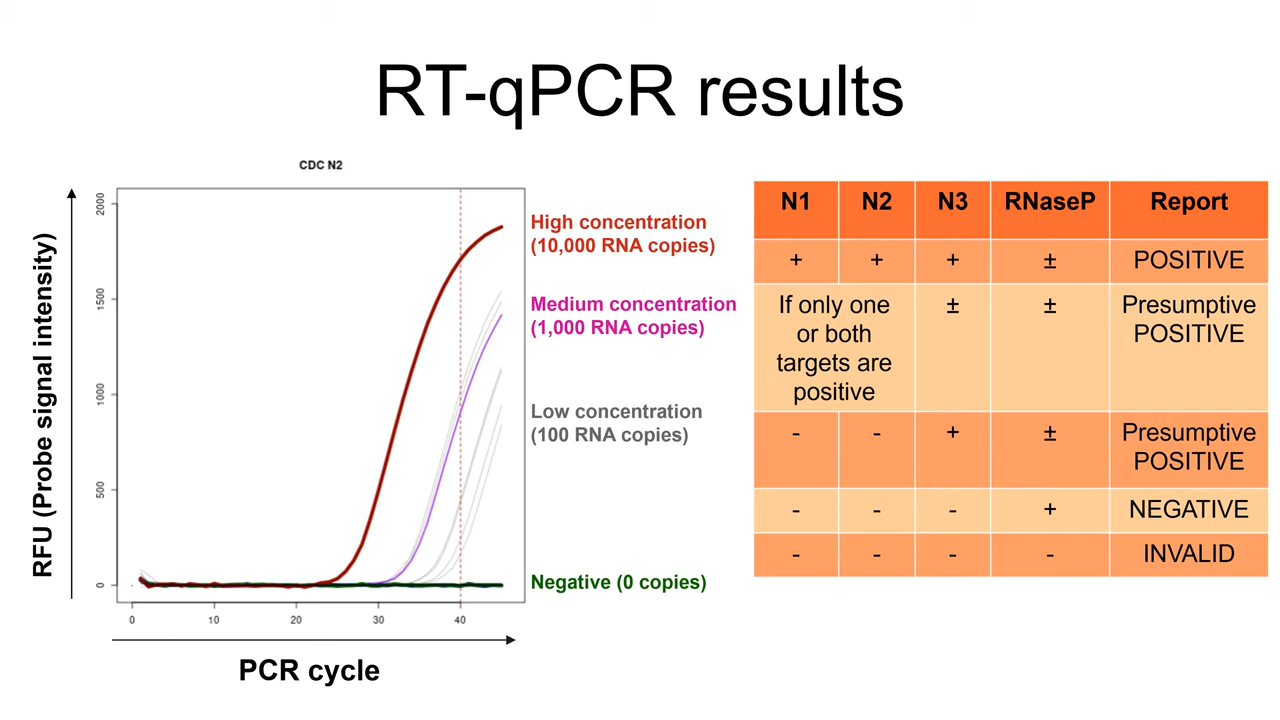 RT-qPCR results
CDC N2
RFU (Probe signal intensity)
2000
1500
1000
500
0
0 10 20 30 40
PCR cycle
High concentration
(10,000 RNA copies)
Medium concentration
(1,000 RNA copies)
Low concentration
(100 RNA copies)
Negative (0 copies)
N1 N2 N3 RNaseP Report
+ + + ± POSITIVE
If only one
or both
targets are
positive
± ± Presumptive
POSITIVE
- - + ± Presumptive
POSITIVE
- - - + NEGATIVE
- - - - INVALID